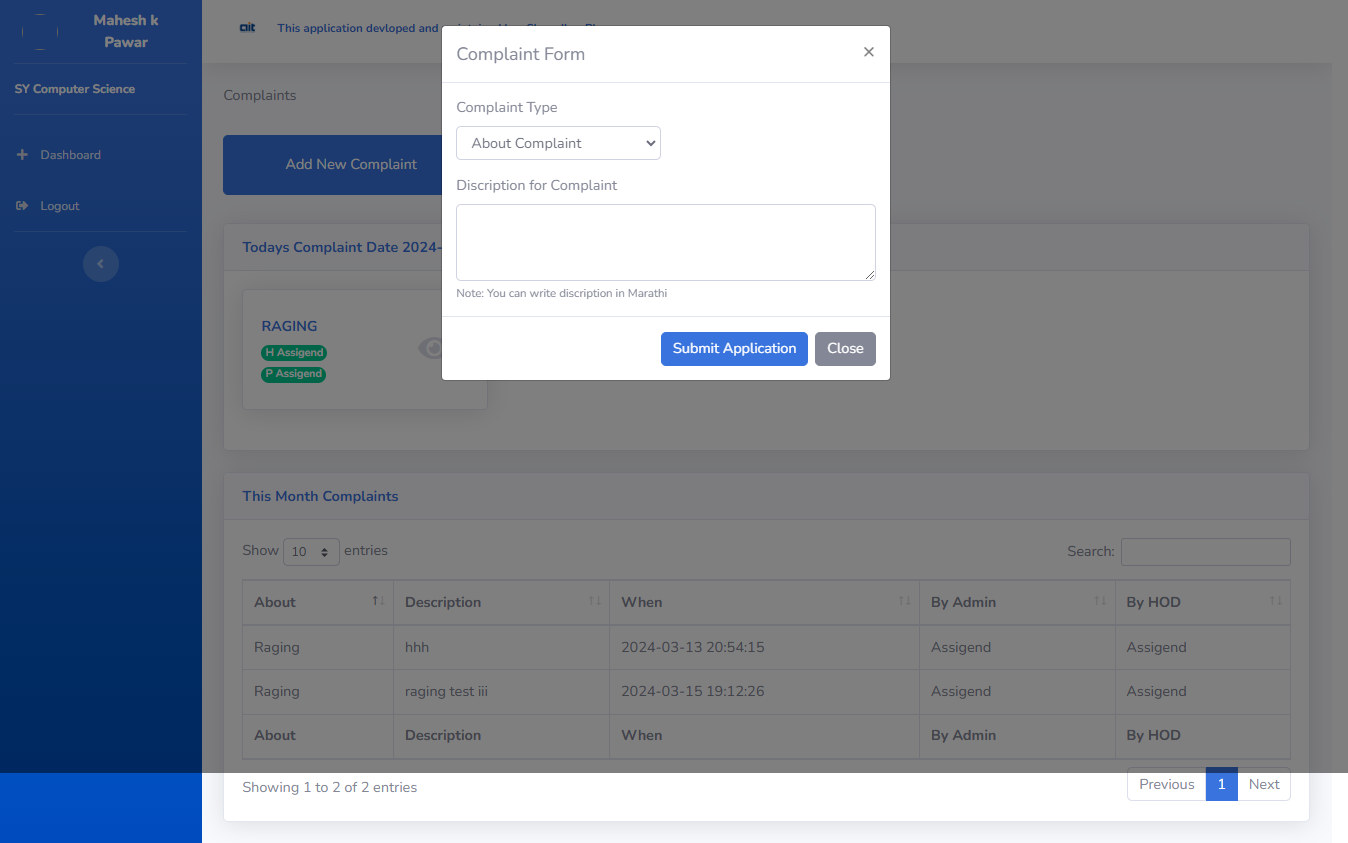 Mahesh k
Pawar
SY Computer Science
Dashboard
Logout
ait
This application devloped and
Complaints
Add New Complaint
Complaint Form
×
Complaint Type
About Complaint
Discription for Complaint
Note: You can write discription in Marathi
Submit Application Close
Todays Complaint Date 2024-
RAGING
H Assigend
P Assigend
This Month Complaints
Show 10 entries
Search:
About Description When By Admin By HOD
Raging hhh 2024-03-13 20:54:15 Assigend Assigend
Raging raging test iii 2024-03-15 19:12:26 Assigend Assigend
About Description When By Admin By HOD
Showing 1 to 2 of 2 entries
Previous 1 Next